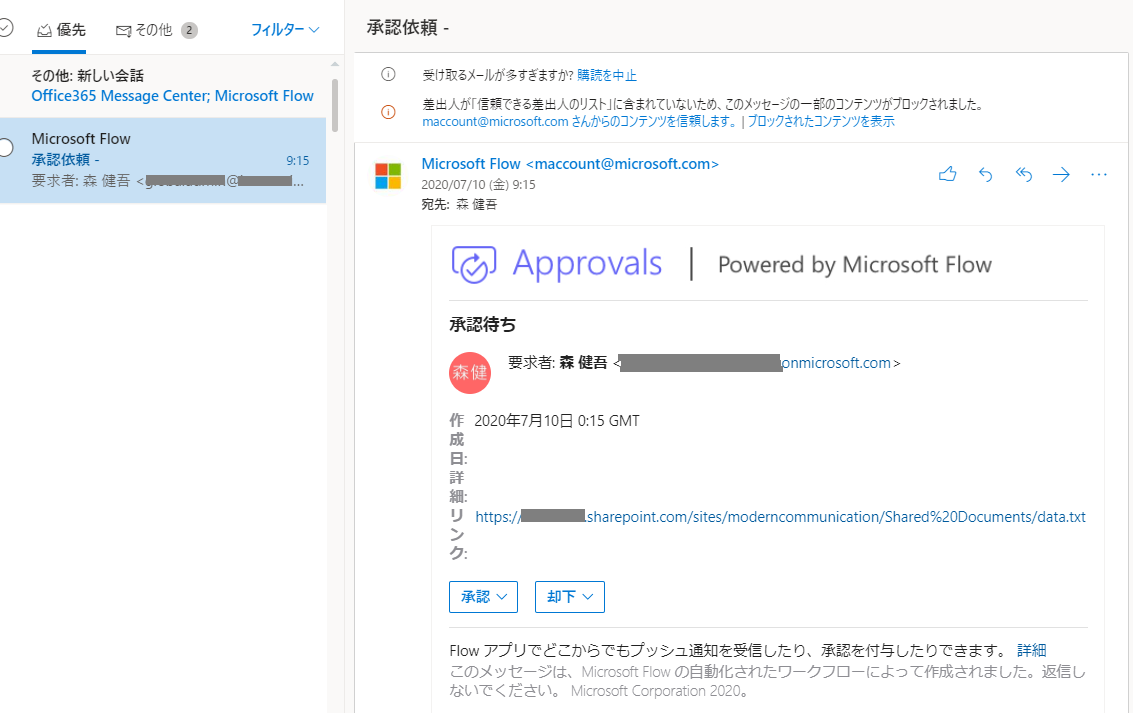 優先
その他 2
フィルター
その他: 新しい会話
Office365 Message Center; Microsoft Flow
Microsoft Flow
承認依頼 -
9:15
要求者: 森 健吾 <
@
...
承認依頼 -
受け取るメールが多すぎますか? 購読を中止
差出人が「信頼できる差出人のリスト」に含まれていないため、このメッセージの一部のコンテンツがブロックされました。
maccount@microsoft.com さんからのコンテンツを信頼します。 | ブロックされたコンテンツを表示
Microsoft Flow <maccount@microsoft.com>
2020/07/10 (金) 9:15
宛先: 森 健吾
Approvals | Powered by Microsoft Flow
承認待ち
森健
要求者: 森 健吾 <
onmicrosoft.com>
作成日:
2020年7月10日 0:15 GMT
詳細:
リンク:
https://
.sharepoint.com/sites/moderncommunication/Shared%20Documents/data.txt
承認
却下
Flow アプリでどこからでもプッシュ通知を受信したり、承認を付与したりできます。 詳細
このメッセージは、Microsoft Flow の自動化されたワークフローによって作成されました。返信し
ないでください。 Microsoft Corporation 2020。